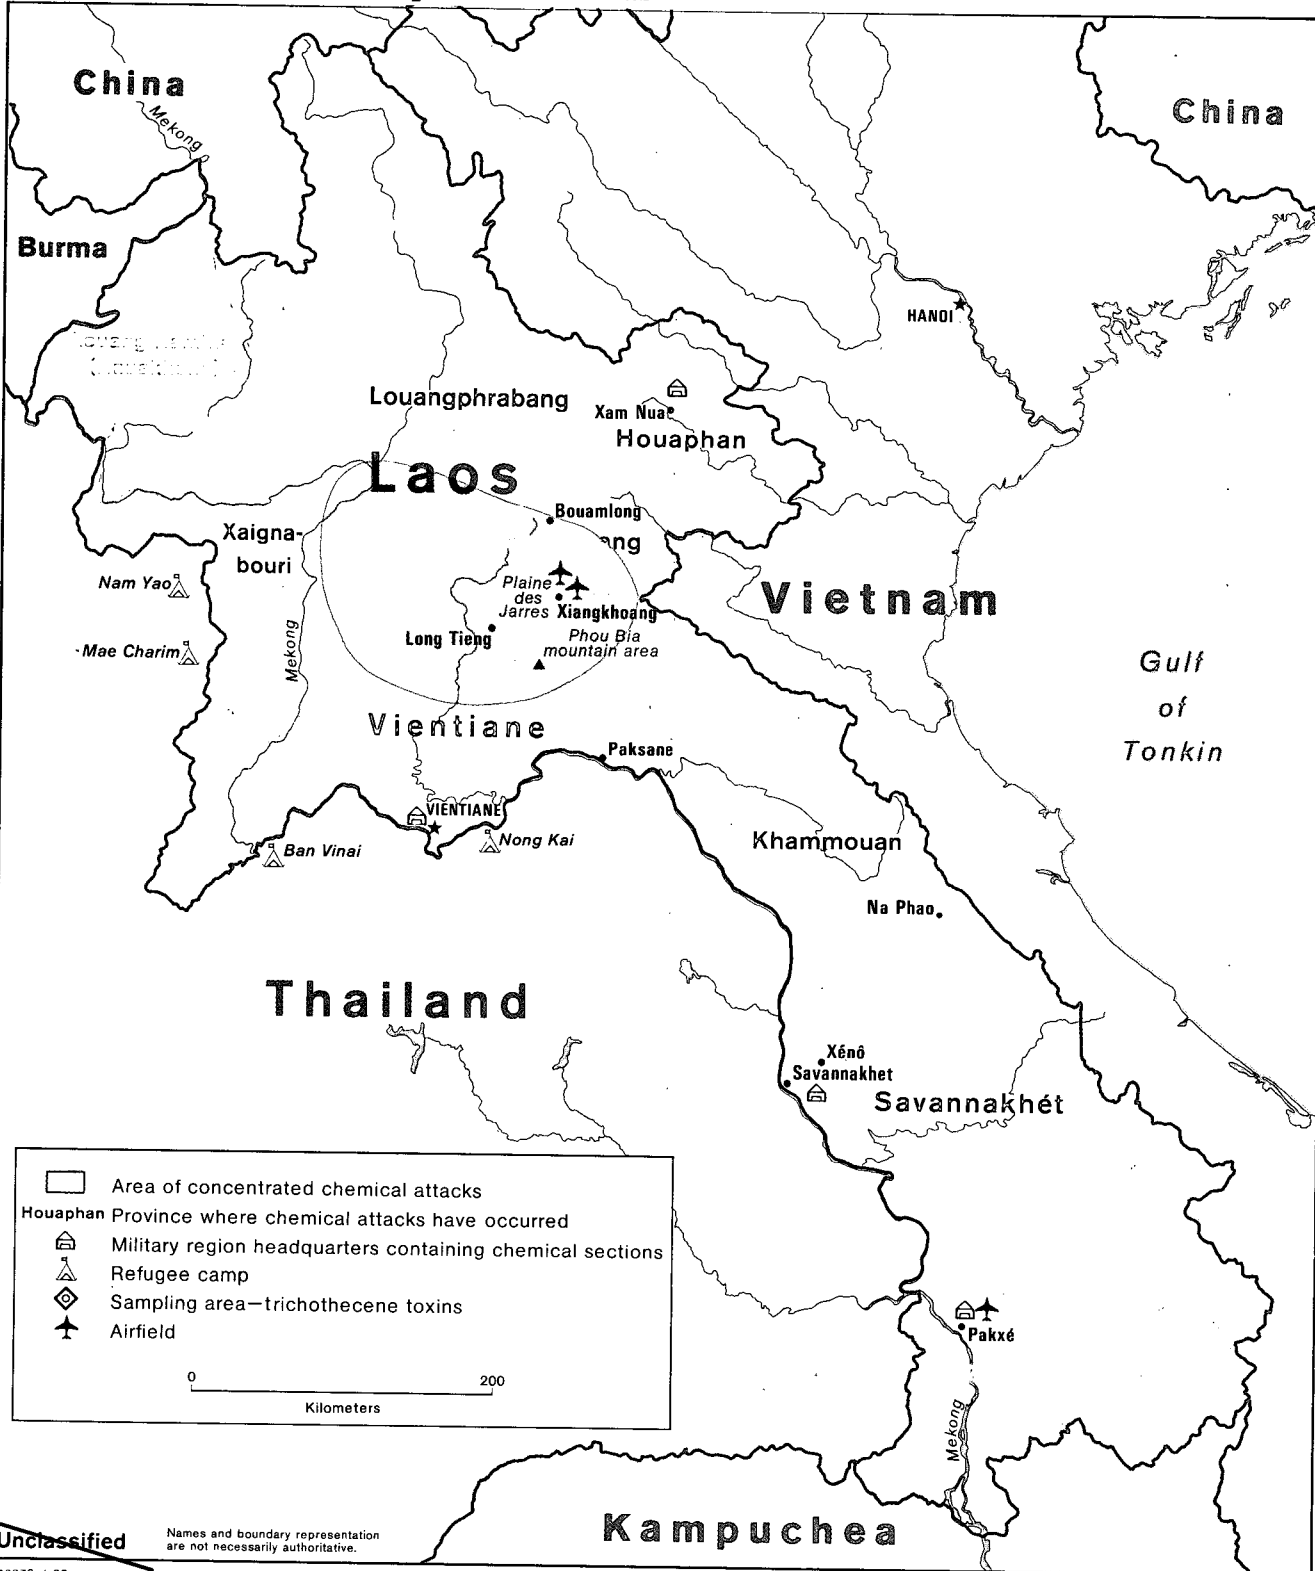 China
Mekong
China
Burma
HANOI
Louangphrabang
Xam Nua
Houaphan
Laos
Bouamlong
ang
Xaigna-
bouri
Nam Yao
Plaine
des
Jarres
Xiangkhoang
Vietnam
Long Tieng
Phou Bia
mountain area
Mae Charim
Mekong
Gulf
of
Tonkin
Vientiane
Paksane
VIENTIANE
Ban Vinai
Nong Kai
Khammouan
Na Phao
Thailand
Xénô
Savannakhet
Savannakhét
Area of concentrated chemical attacks
Houaphan Province where chemical attacks have occurred
Military region headquarters containing chemical sections
Refugee camp
Sampling area—trichothecene toxins
Airfield
0 200
Kilometers
Pakxé
Mekong
Kampuchea
Unclassified
Names and boundary representation
are not necessarily authoritative.